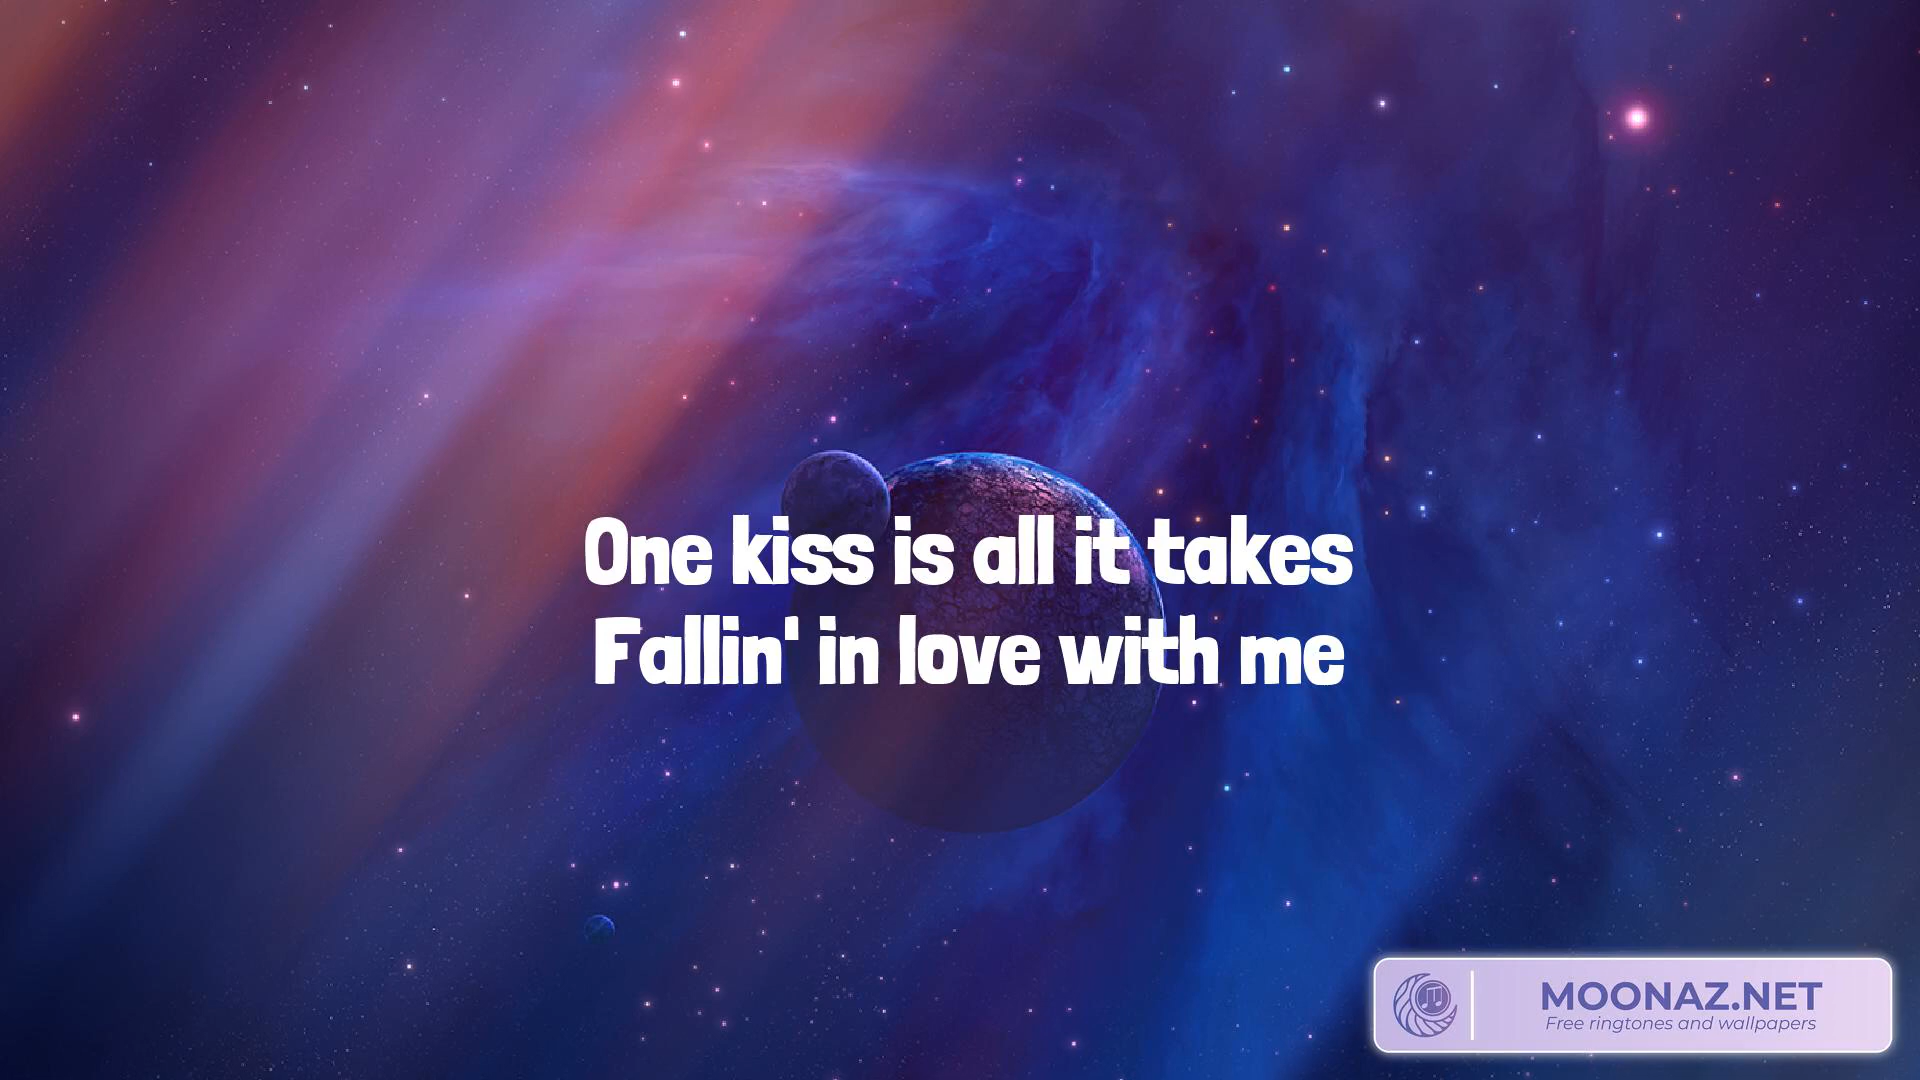 One kiss is all it takes
Fallin' in love with me
MOONAZ.NET
Free ringtones and wallpapers